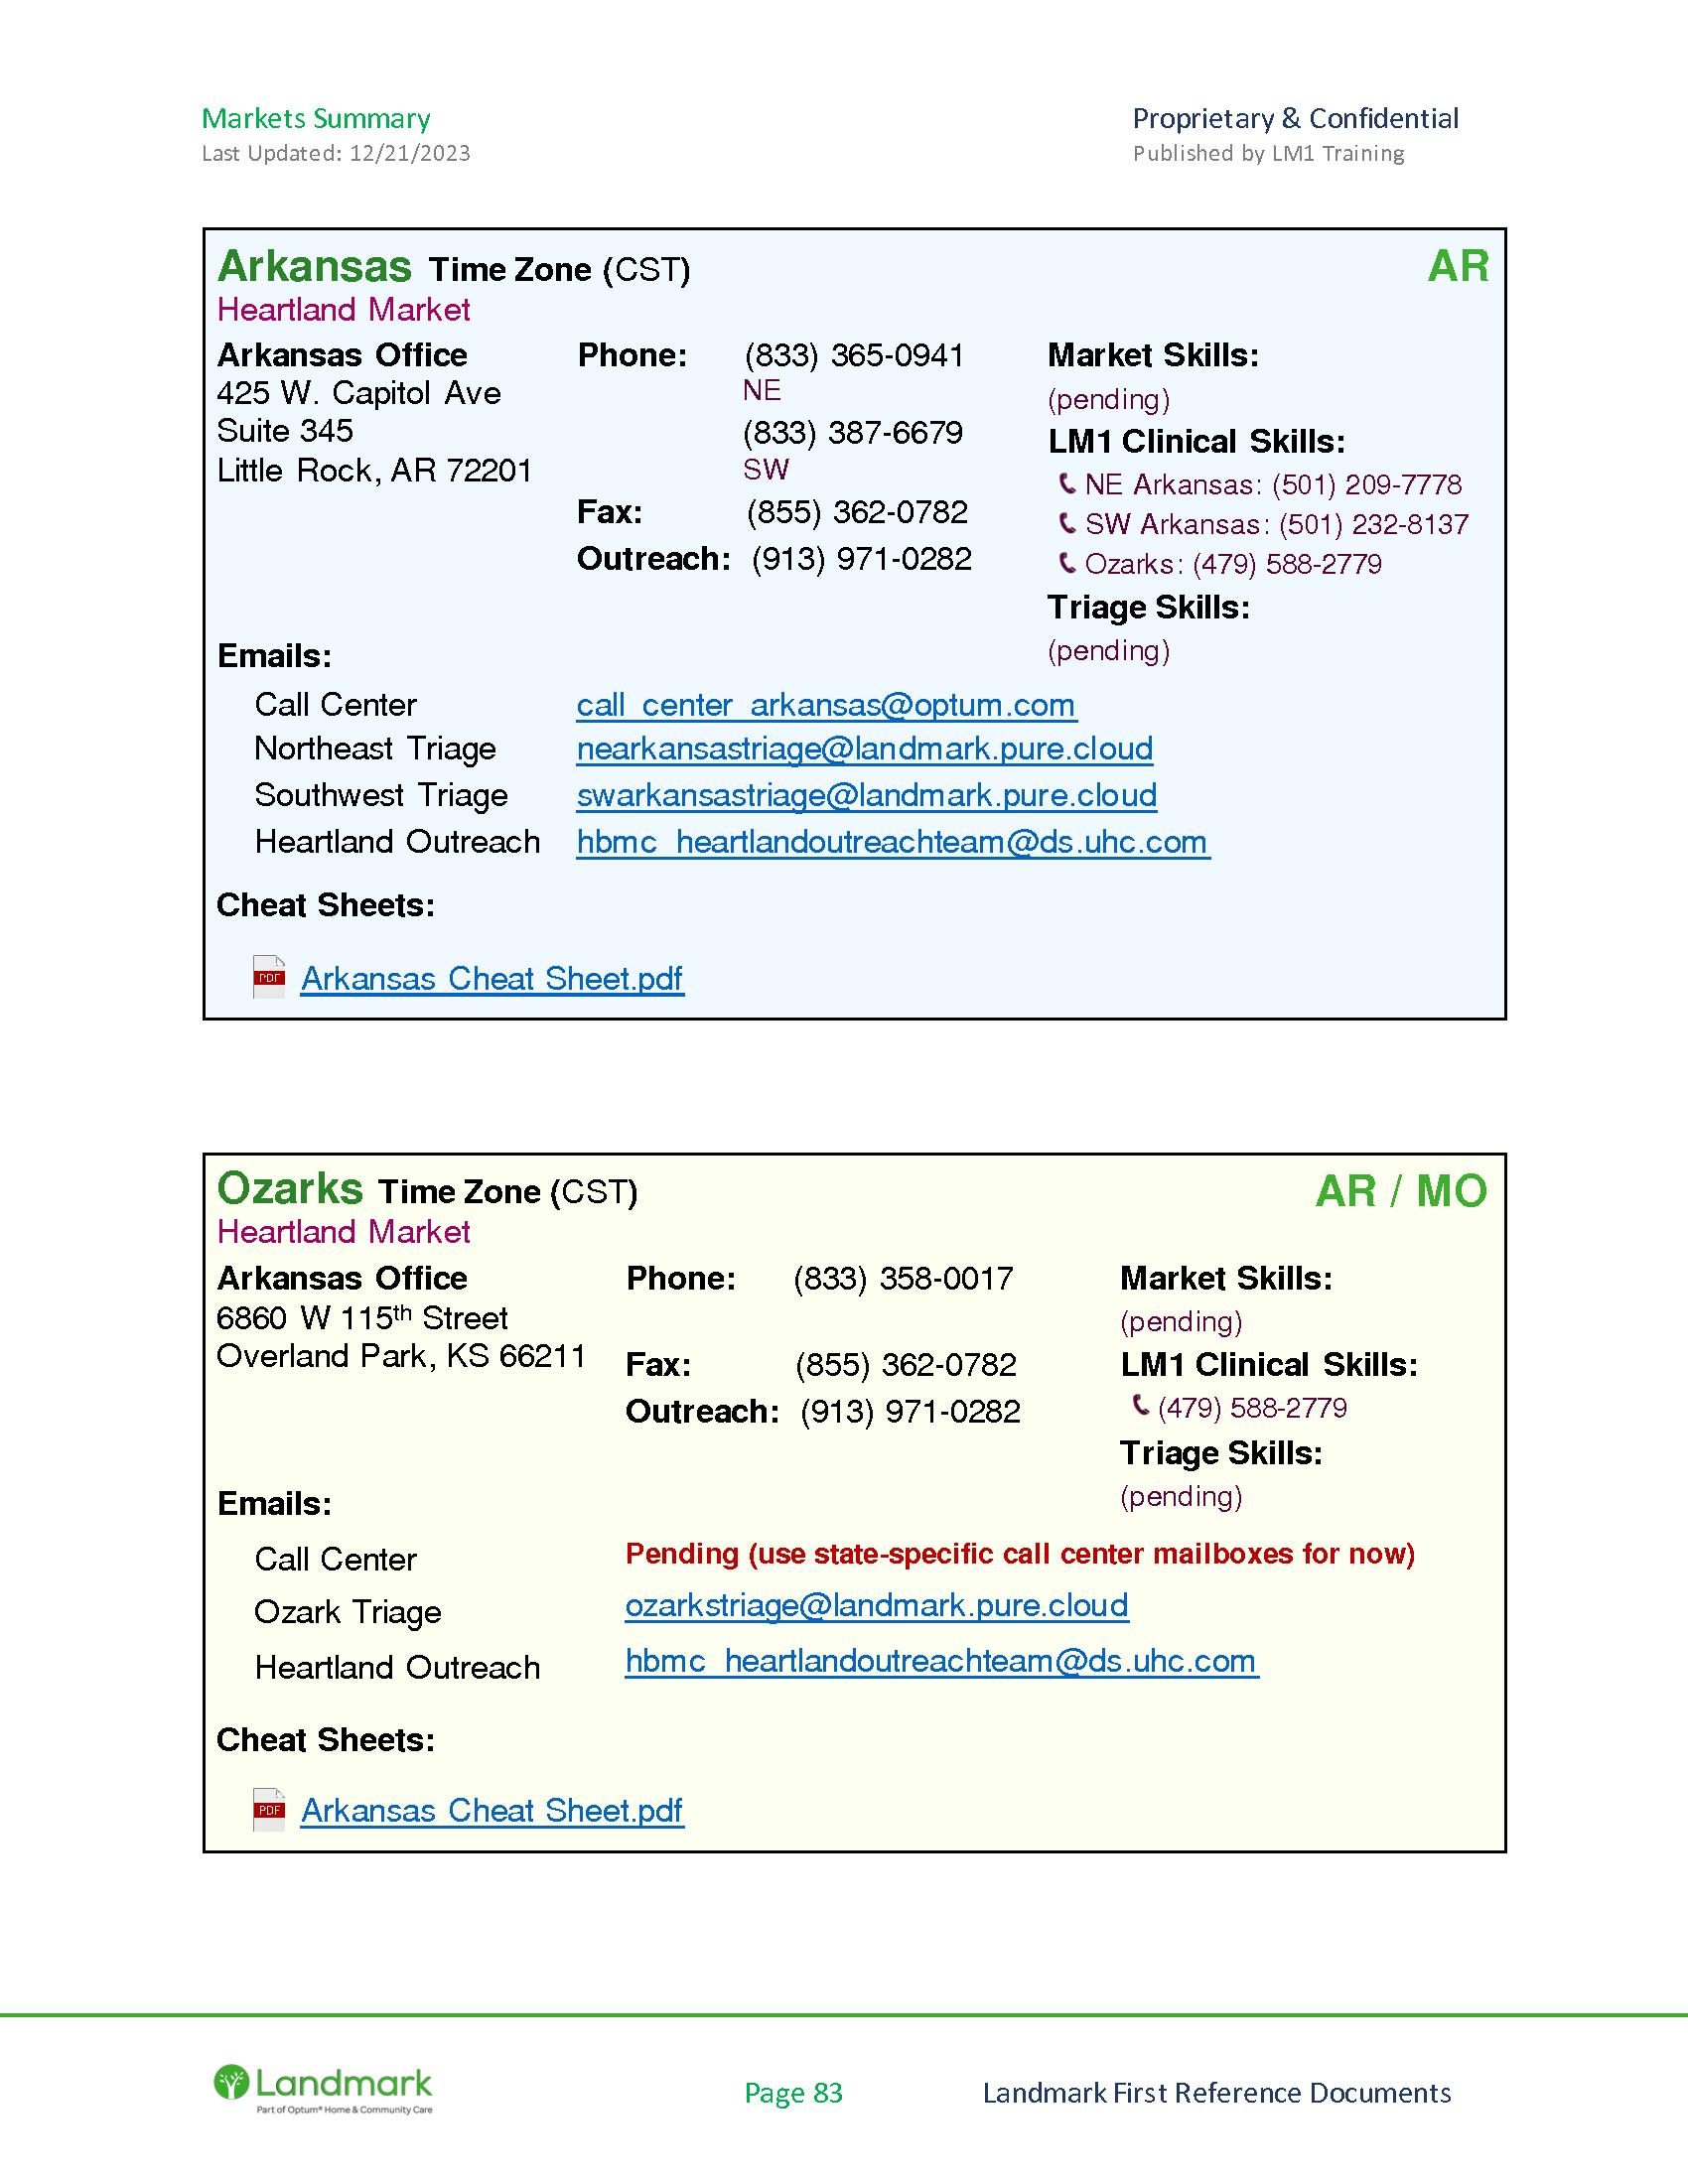 Markets Summary
Last Updated: 12/21/2023
Proprietary & Confidential
Published by LM1 Training
Arkansas Time Zone (CST)
AR
Heartland Market
Arkansas Office
425 W. Capitol Ave
Suite 345
Little Rock, AR 72201
Phone: (833) 365-0941
NE
(833) 387-6679
SW
Fax: (855) 362-0782
Outreach: (913) 971-0282
Market Skills:
(pending)
LM1 Clinical Skills:
NE Arkansas: (501) 209-7778
SW Arkansas: (501) 232-8137
Ozarks: (479) 588-2779
Triage Skills:
(pending)
Emails:
Call Center call_center_arkansas@optum.com
Northeast Triage nearkansastriage@landmark.pure.cloud
Southwest Triage swarkansastriage@landmark.pure.cloud
Heartland Outreach hbmc_heartlandoutreachteam@ds.uhc.com
Cheat Sheets:
PDF Arkansas Cheat Sheet.pdf
Ozarks Time Zone (CST)
AR / MO
Heartland Market
Arkansas Office
6860 W 115th Street
Overland Park, KS 66211
Phone: (833) 358-0017
Fax: (855) 362-0782
Outreach: (913) 971-0282
Market Skills:
(pending)
LM1 Clinical Skills:
(479) 588-2779
Triage Skills:
(pending)
Emails:
Call Center Pending (use state-specific call center mailboxes for now)
Ozark Triage ozarkstriage@landmark.pure.cloud
Heartland Outreach hbmc_heartlandoutreachteam@ds.uhc.com
Cheat Sheets:
PDF Arkansas Cheat Sheet.pdf
Landmark
Part of Optum® Home & Community Care
Page 83
Landmark First Reference Documents